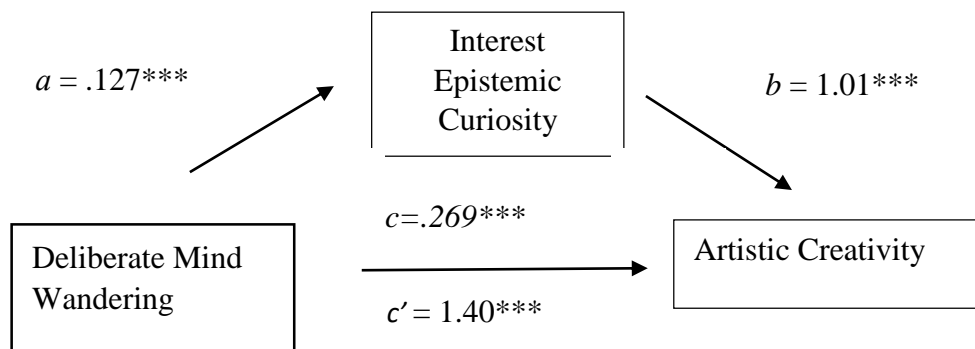 Interest
Epistemic
Curiosity
a = .127***
b = 1.01***
c=.269***
Deliberate Mind
Wandering
Artistic Creativity
c’ = 1.40***